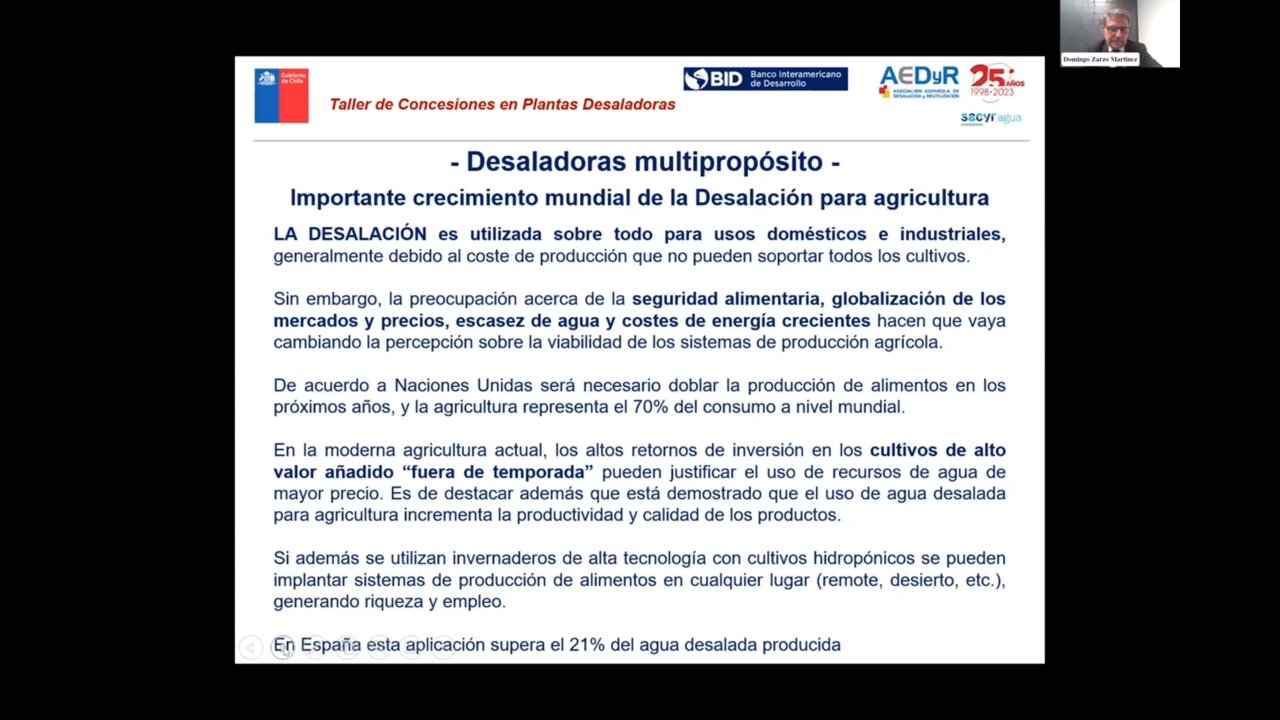 Domingo Zarzo Martínez
Gobierno
de Chile
Taller de Concesiones en Plantas Desaladoras
BID
Banco Interamericano
de Desarrollo
AEDyR
ASOCIACIÓN ESPAÑOLA DE
DESALACIÓN Y REUTILIZACIÓN
25 AÑOS
1998-2023
sacyr agua
- Desaladoras multipropósito -
Importante crecimiento mundial de la Desalación para agricultura
LA DESALACIÓN es utilizada sobre todo para usos domésticos e industriales,
generalmente debido al coste de producción que no pueden soportar todos los cultivos.
Sin embargo, la preocupación acerca de la seguridad alimentaria, globalización de los
mercados y precios, escasez de agua y costes de energía crecientes hacen que vaya
cambiando la percepción sobre la viabilidad de los sistemas de producción agrícola.
De acuerdo a Naciones Unidas será necesario doblar la producción de alimentos en los
próximos años, y la agricultura representa el 70% del consumo a nivel mundial.
En la moderna agricultura actual, los altos retornos de inversión en los cultivos de alto
valor añadido “fuera de temporada” pueden justificar el uso de recursos de agua de
mayor precio. Es de destacar además que está demostrado que el uso de agua desalada
para agricultura incrementa la productividad y calidad de los productos.
Si además se utilizan invernaderos de alta tecnología con cultivos hidropónicos se pueden
implantar sistemas de producción de alimentos en cualquier lugar (remote, desierto, etc.),
generando riqueza y empleo.
En España esta aplicación supera el 21% del agua desalada producida